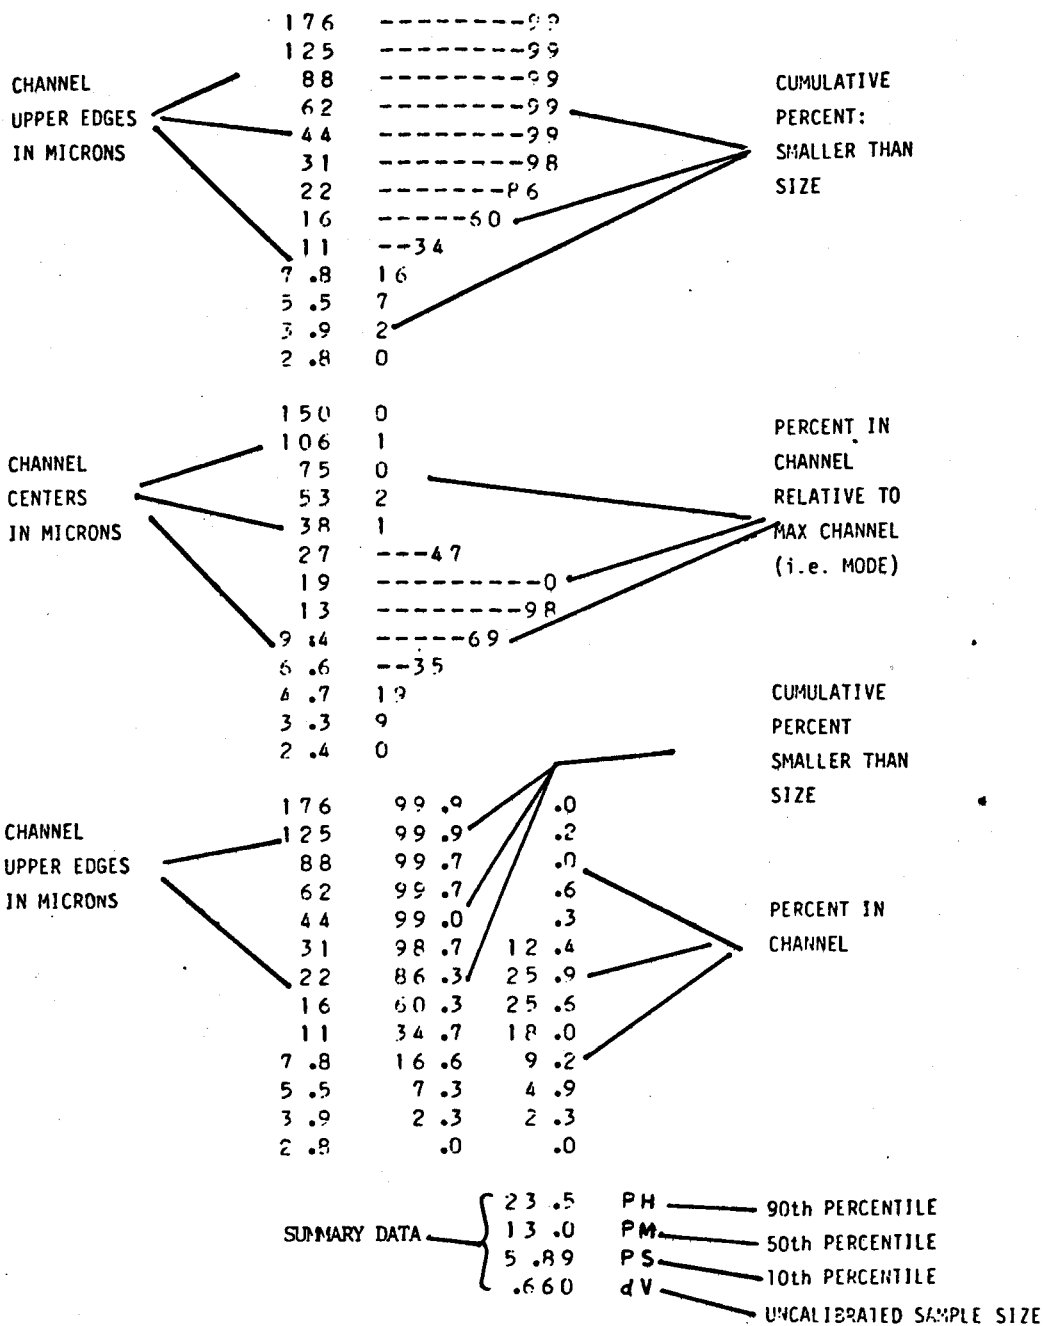 176 ---------99
125 ---------99
88 ---------99
62 ---------99
44 ---------99
31 ---------98
22 -------86
16 -----60
11 --34
7.8 16
5.5 7
3.9 2
2.8 0
CHANNEL
UPPER EDGES
IN MICRONS
CUMULATIVE
PERCENT:
SMALLER THAN
SIZE
150 0
106 1
75 0
53 2
38 1
27 ---47
19 ----------0
13 ---------98
9.4 -----69
6.6 --35
4.7 19
3.3 9
2.4 0
CHANNEL
CENTERS
IN MICRONS
PERCENT IN
CHANNEL
RELATIVE TO
MAX CHANNEL
(i.e. MODE)
CUMULATIVE
PERCENT
SMALLER THAN
SIZE
176 99.9 .0
125 99.9 .2
88 99.7 .0
62 99.7 .6
44 99.0 .3
31 98.7 12.4
22 86.3 25.9
16 60.3 25.6
11 34.7 18.0
7.8 16.6 9.2
5.5 7.3 4.9
3.9 2.3 2.3
2.8 .0 .0
CHANNEL
UPPER EDGES
IN MICRONS
PERCENT IN
CHANNEL
SUMMARY DATA
23.5 PH 90th PERCENTILE
13.0 PM 50th PERCENTILE
5.89 PS 10th PERCENTILE
.660 dV UNCALIBRATED SAMPLE SIZE